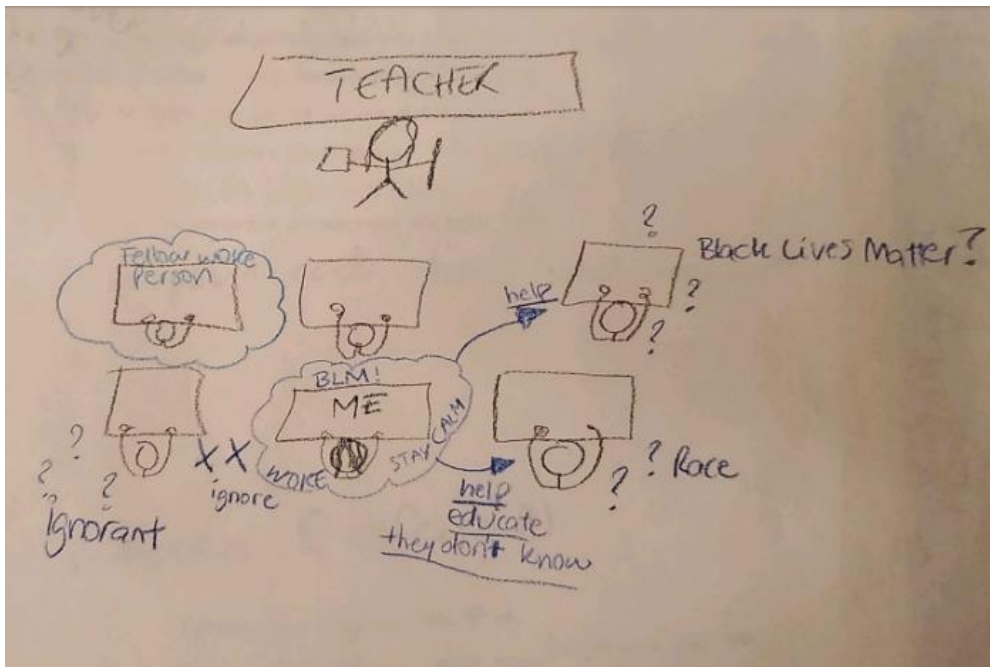 TEACHER
Fellow woke
Person
?
Black Lives Matter?
help
?
?
BLM!
ME
STAY CALM
WOKE
?
?
?
ignorant
X X
ignore
? Race
?
help
educate
they don't know